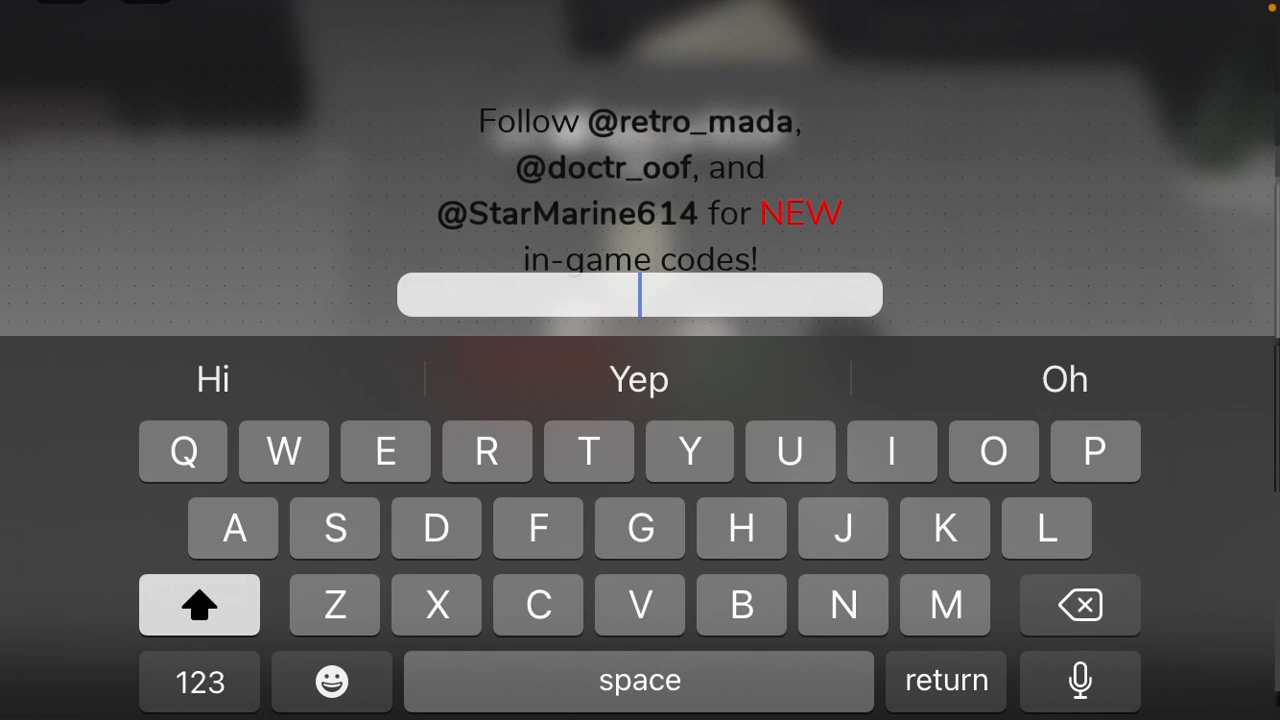 Follow @retro_mada,
@doctr_oof, and
@StarMarine614 for NEW
in-game codes!
Hi Yep Oh
Q W E R T Y U I O P
A S D F G H J K L
Z X C V B N M
123 space return